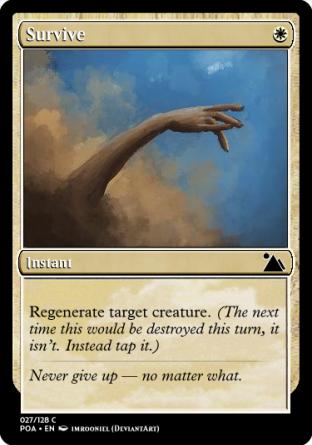 Survive
Instant
Regenerate target creature. (The next
time this would be destroyed this turn, it
isn't. Instead tap it.)
Never give up — no matter what.
027/128 C
POA • EN IMROONIEL (DEVIANTART)